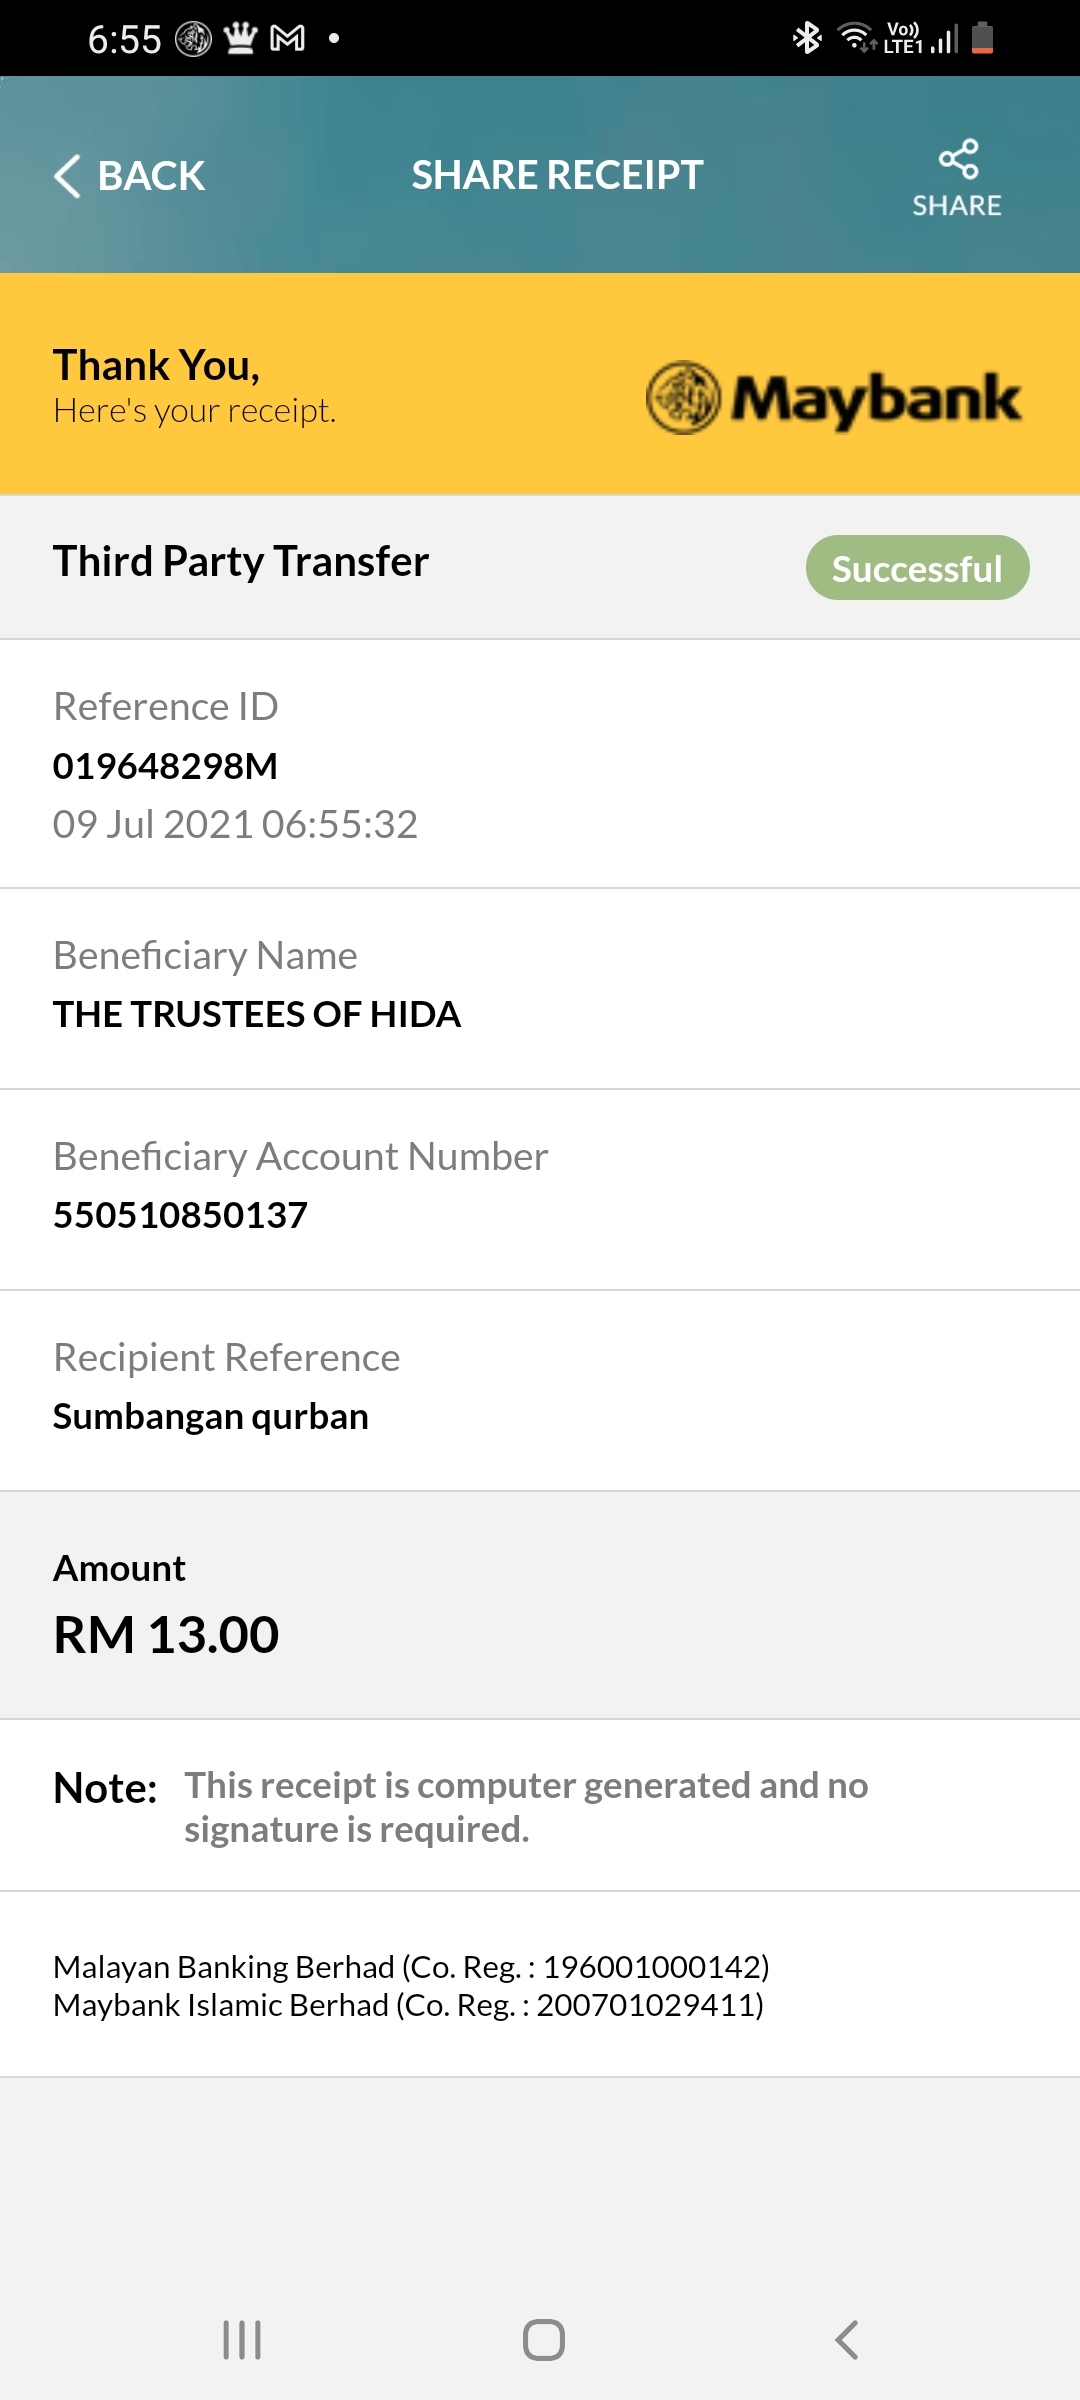 6:55
Vo))
LTE1
BACK
SHARE RECEIPT
SHARE
Thank You,
Here's your receipt.
Maybank
Third Party Transfer
Successful
Reference ID
019648298M
09 Jul 2021 06:55:32
Beneficiary Name
THE TRUSTEES OF HIDA
Beneficiary Account Number
550510850137
Recipient Reference
Sumbangan qurban
Amount
RM 13.00
Note: This receipt is computer generated and no
signature is required.
Malayan Banking Berhad (Co. Reg. : 196001000142)
Maybank Islamic Berhad (Co. Reg. : 200701029411)